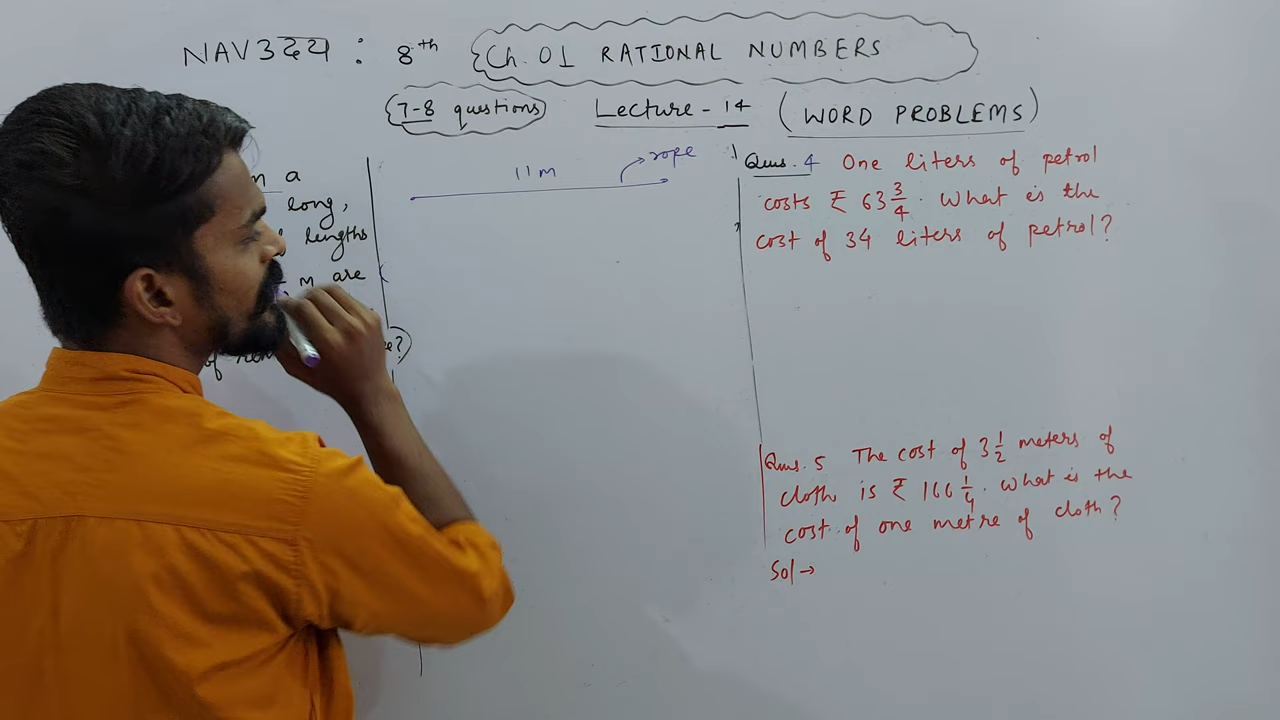 NAV3ᘔᘔ4 : 8th Ch. 01 RATIONAL NUMBERS
7-8 questions Lecture - 14 (WORD PROBLEMS)
a
long,
lengths
m are
of
?
11 m
rope
Ques. 4 One liters of petrol
costs ₹ 63 3/4. What is the
cost of 34 liters of petrol?
Ques. 5 The cost of 3 1/2 meters of
cloth is ₹ 166 1/4. What is the
cost of one metre of cloth?
Sol →